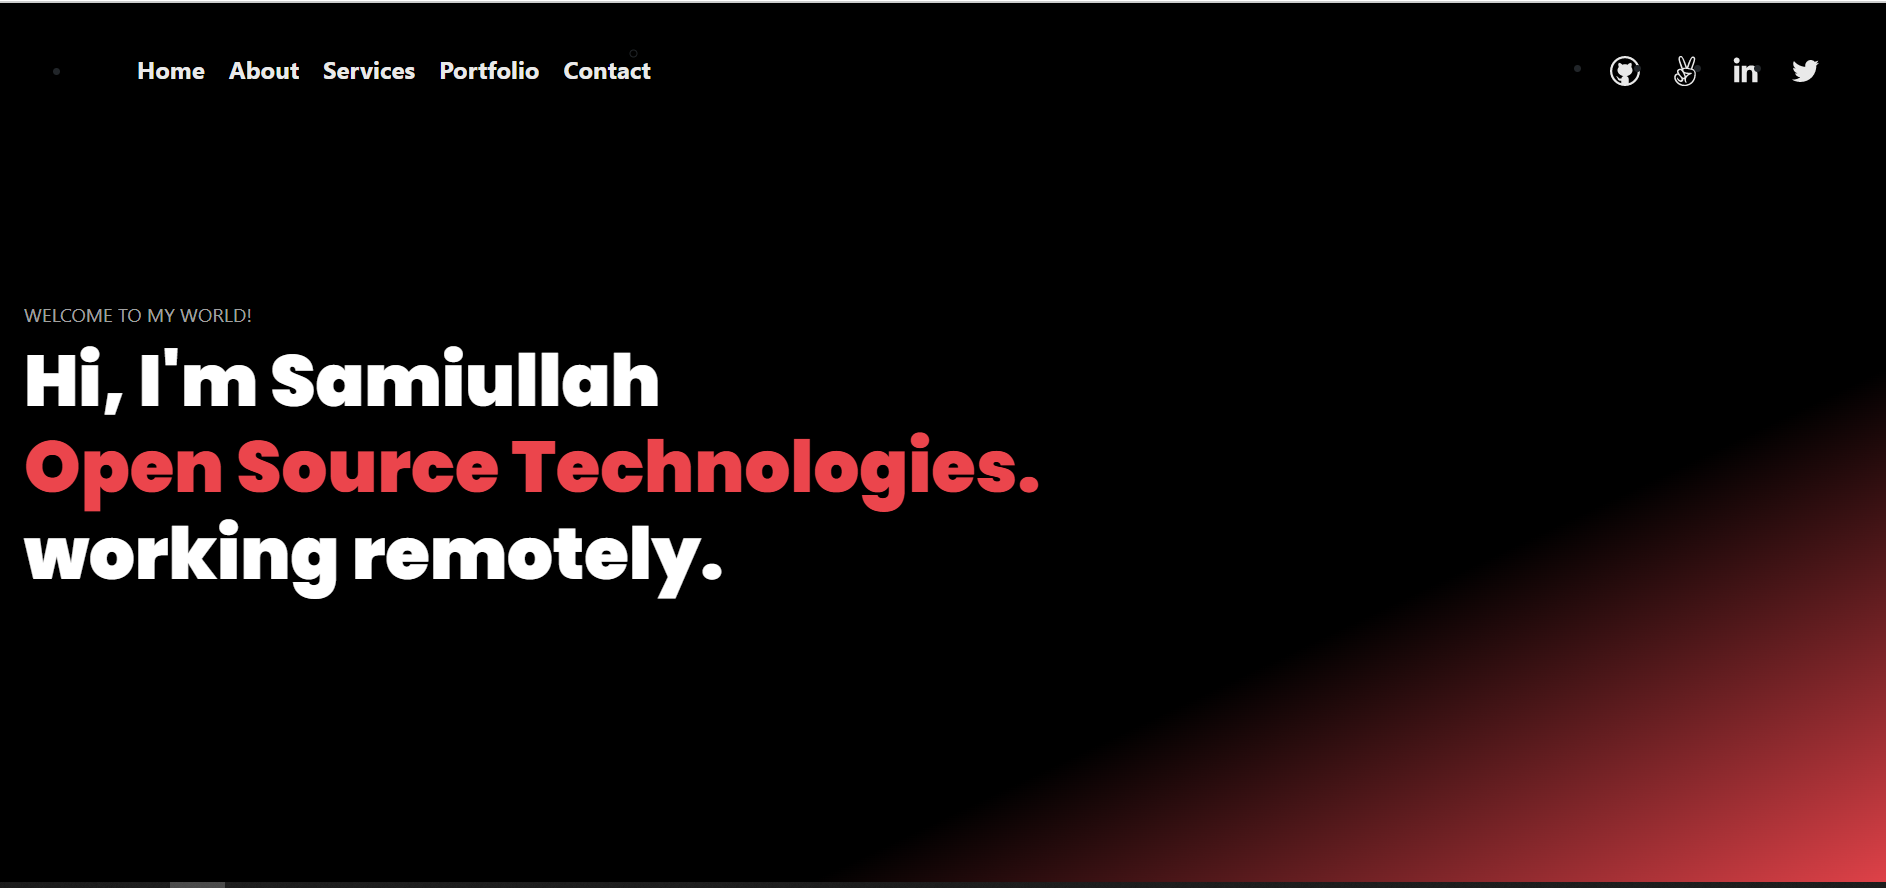 Home About Services Portfolio Contact
WELCOME TO MY WORLD!
Hi, I'm Samiullah
Open Source Technologies.
working remotely.